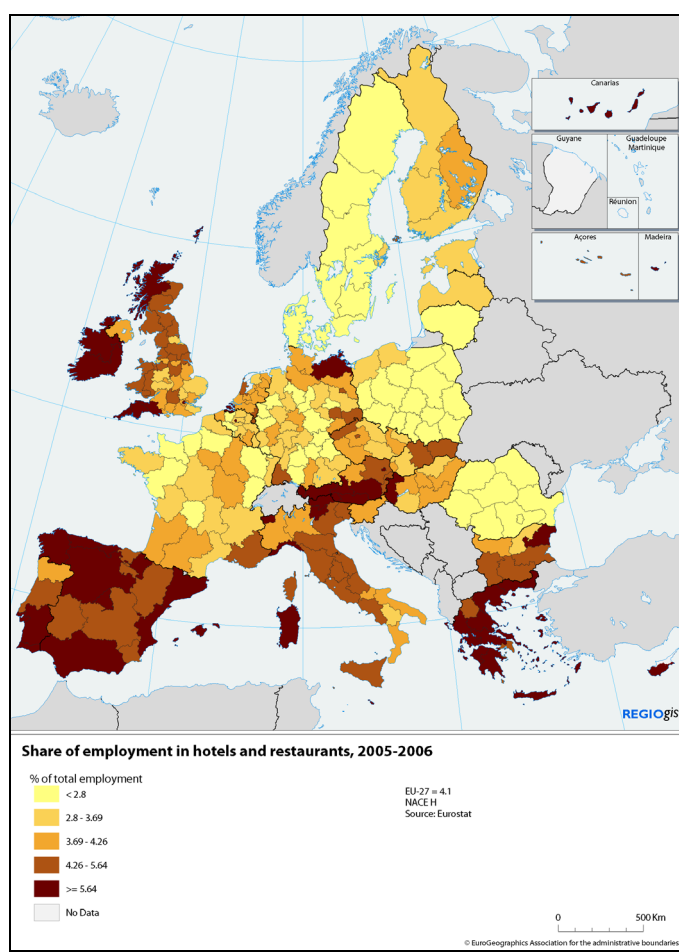 Canarias
Guyane
Guadeloupe
Martinique
Réunion
Açores
Madeira
REGIOgis
Share of employment in hotels and restaurants, 2005-2006
% of total employment
< 2.8
2.8 - 3.69
3.69 - 4.26
4.26 - 5.64
>= 5.64
No Data
EU-27 = 4.1
NACE H
Source: Eurostat
0 500 Km
© EuroGeographics Association for the administrative boundaries